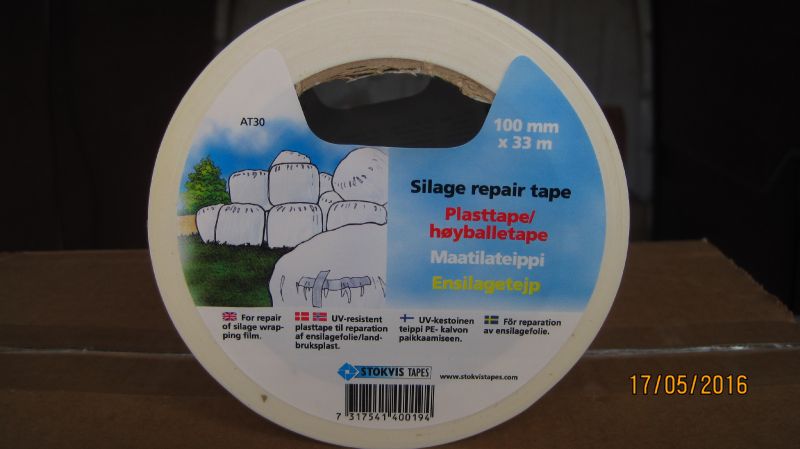 AT30
100 mm
x 33 m
Silage repair tape
Plasttape/
høyballetape
Maatilateippi
Ensilagetejp
For repair
of silage wrap-
ping film.
UV-resistent
plasttape til reparation
af ensilagefolie/land-
bruksplast.
UV-kestoinen
teippi PE- kalvon
paikkaamiseen.
För reparation
av ensilagefolie.
STOKVIS TAPES
www.stokvistapes.com
7 317541 400194
17/05/2016